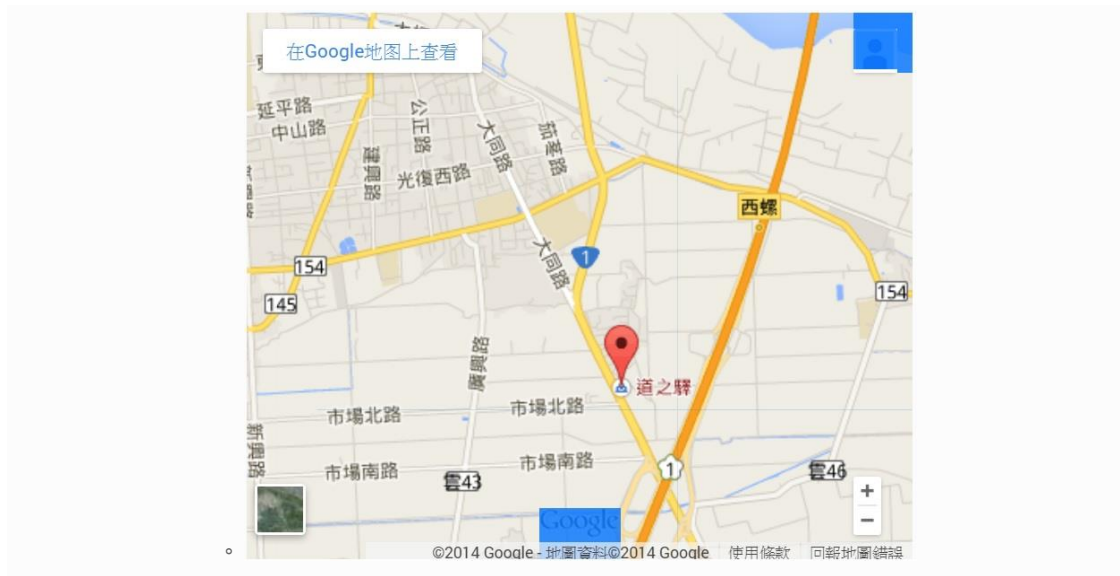 在Google地图上查看
延平路
中山路
公正路
大同路
茄苳路
建興路
光復西路
西螺
大同路
1
154
154
145
廣興路
道之驛
市場北路
市場北路
新興路
市場南路
市場南路
雲43
1
雲46
+
−
Google
©2014 Google - 地圖資料©2014 Google
使用條款
回報地圖錯誤